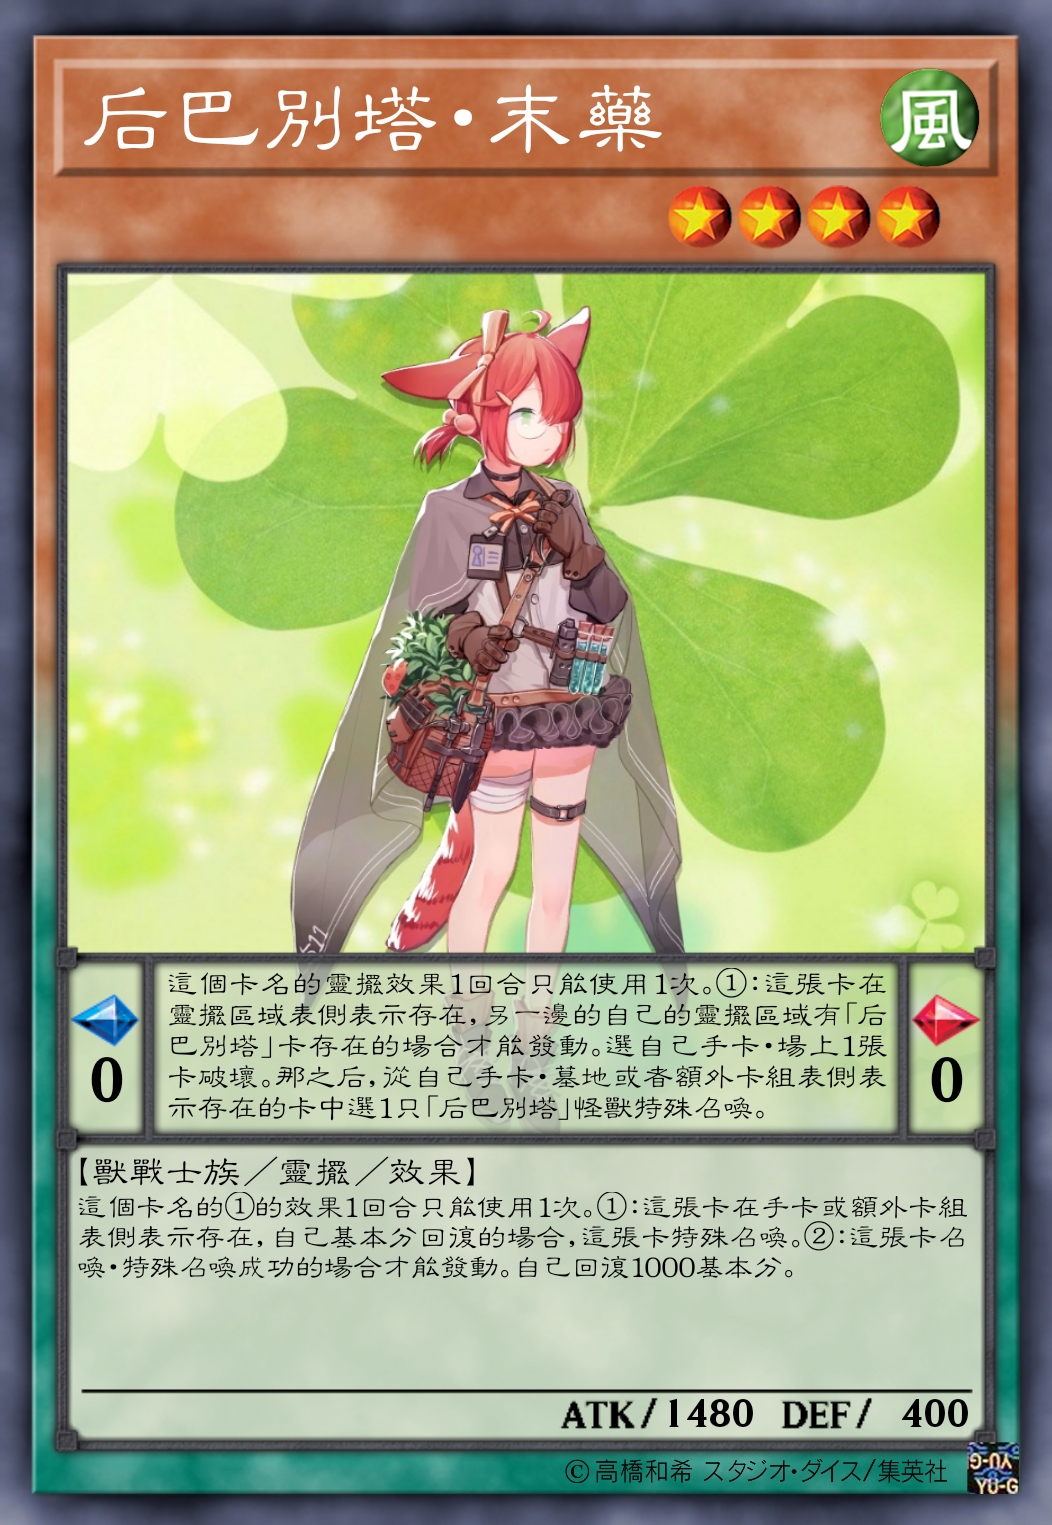 后巴別塔·末藥
風
這個卡名的靈擺效果1回合只能使用1次。①：這張卡在
靈擺區域表側表示存在，另一邊的自己的靈擺區域有「后
巴別塔」卡存在的場合才能發動。選自己手卡·場上1張
卡破壞。那之后，從自己手卡·墓地或者額外卡組表側表
示存在的卡中選1只「后巴別塔」怪獸特殊召喚。
0
0
【獸戰士族／靈擺／效果】
這個卡名的①的效果1回合只能使用1次。①：這張卡在手卡或額外卡組
表側表示存在，自己基本分回復的場合，這張卡特殊召喚。②：這張卡召
喚·特殊召喚成功的場合才能發動。自己回復1000基本分。
ATK/1480 DEF/ 400
©高橋和希 スタジオ·ダイス/集英社
YU-G